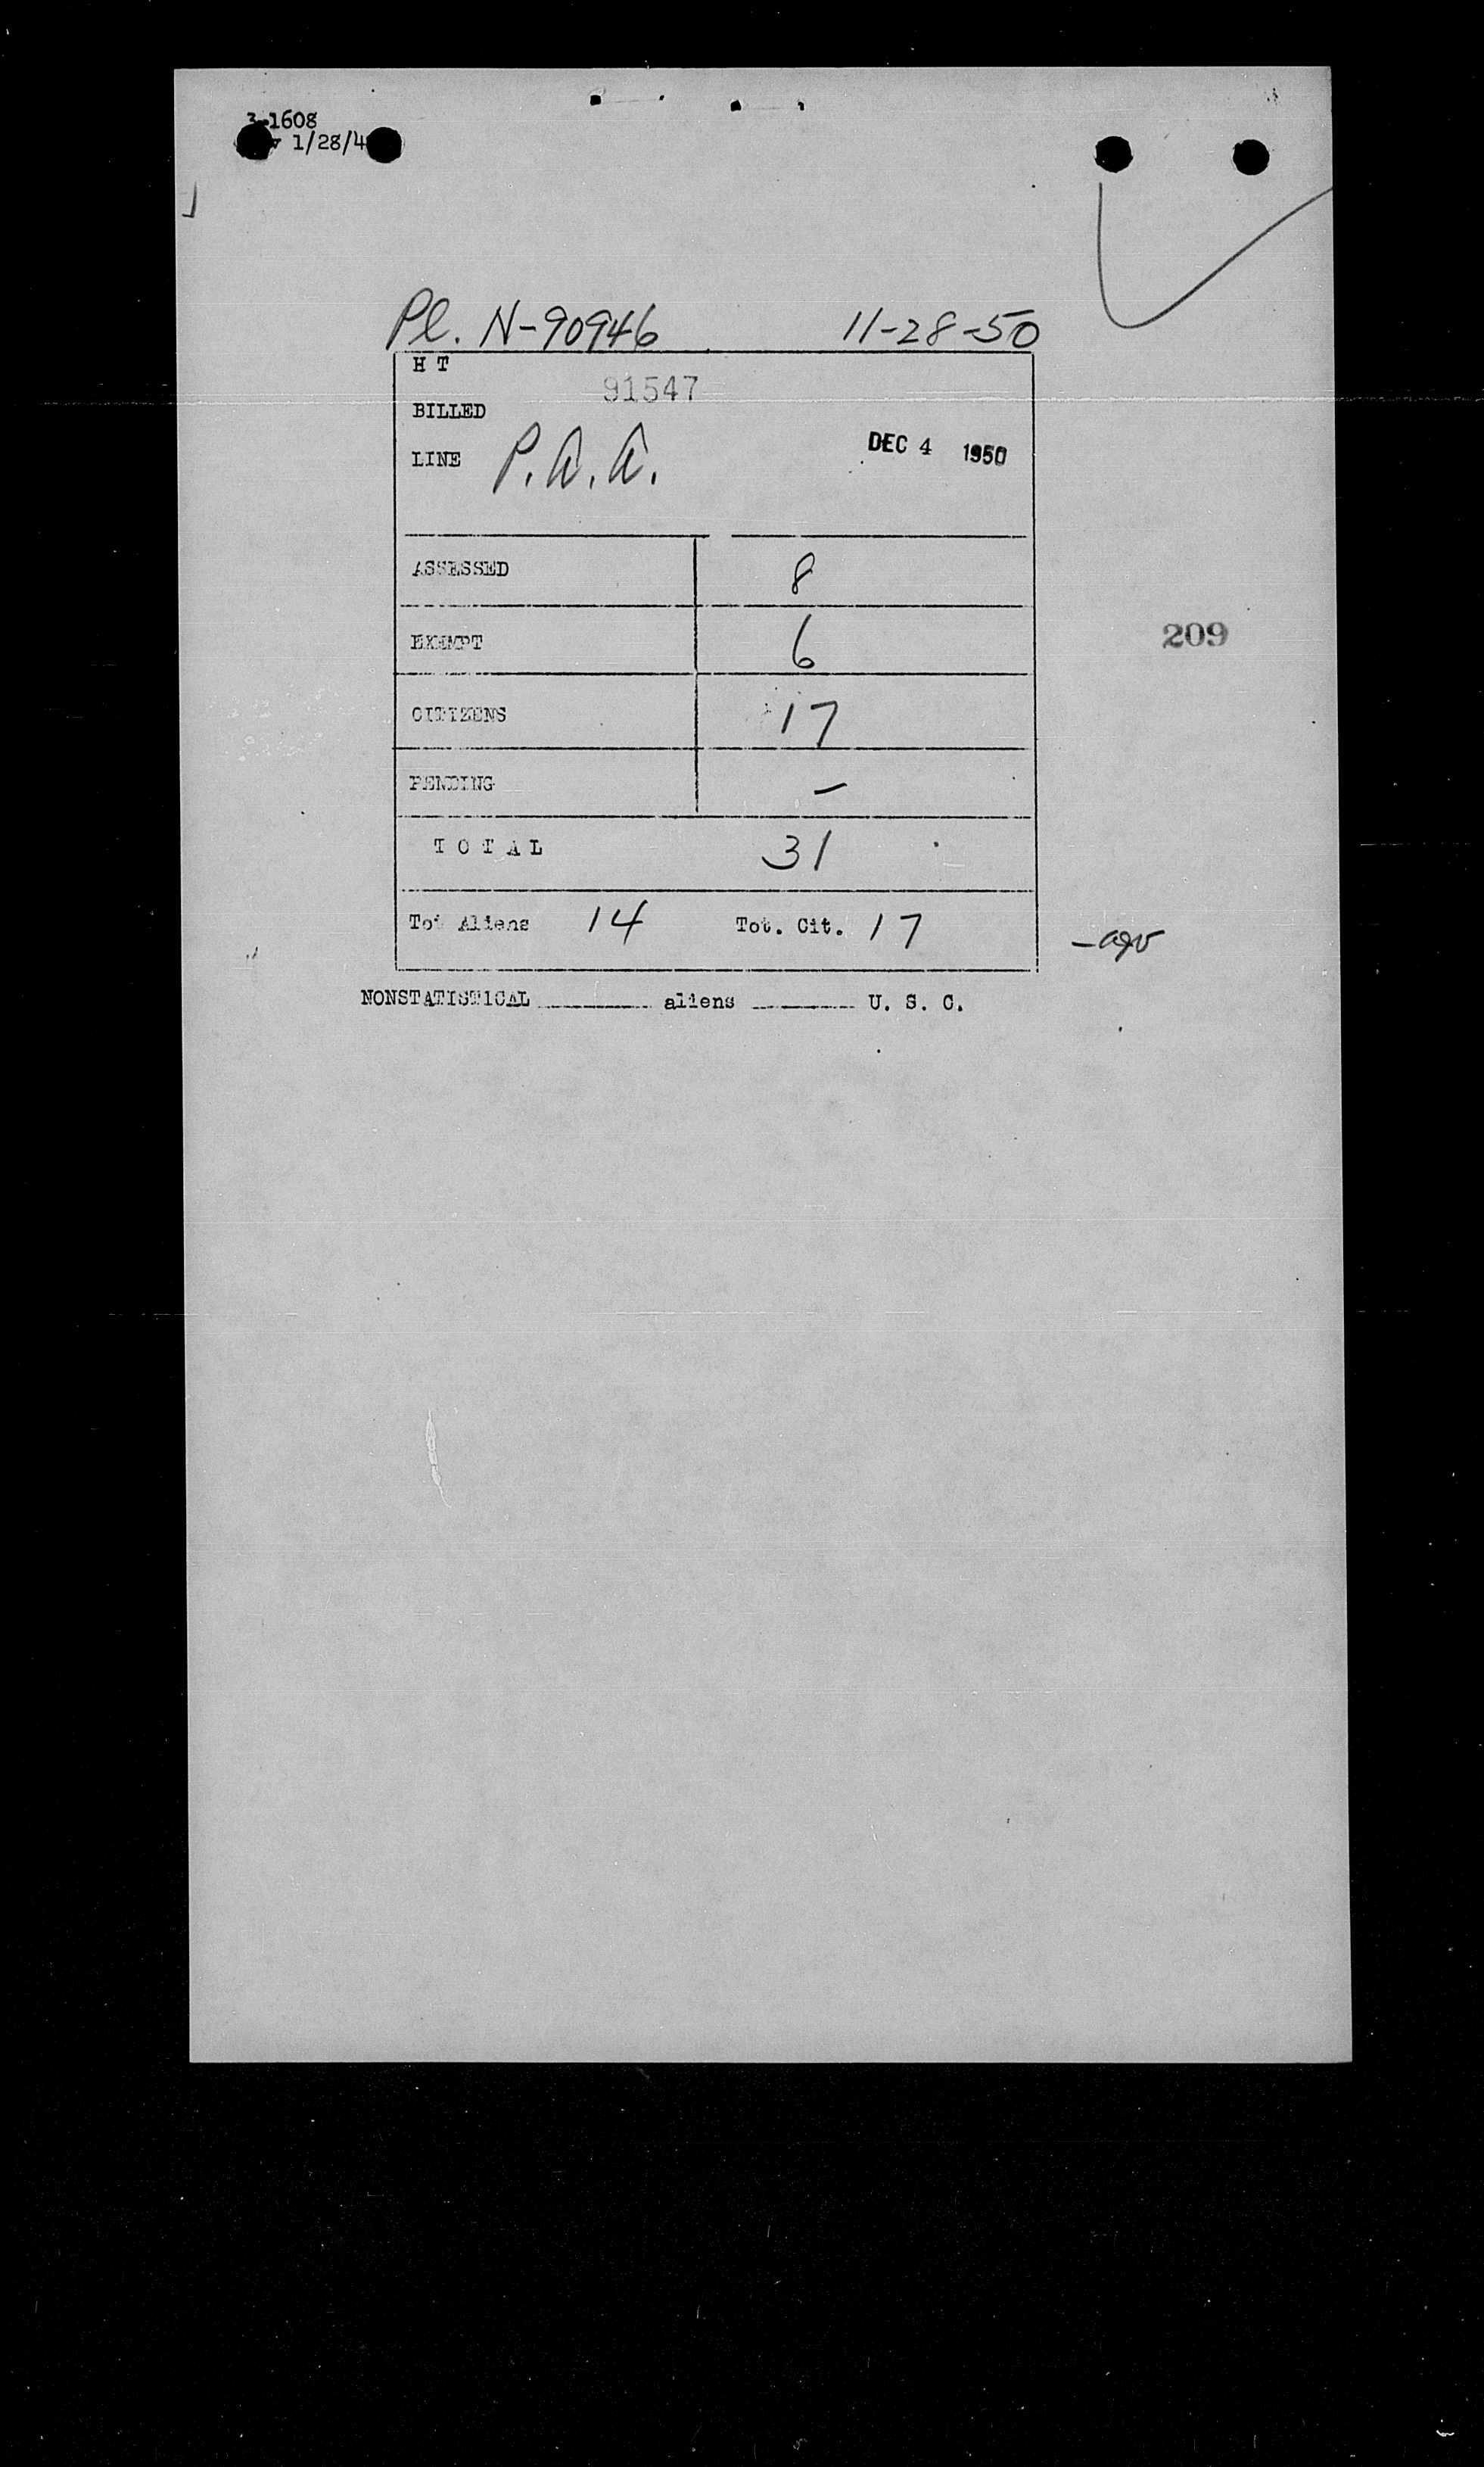 3-1608
1/28/4
Pl. N-90946 11-28-50
H T
91547
BILLED
LINE P.A.A. DEC 4 1950
ASSESSED 8
EXEMPT 6
209
CITIZENS 17
PENDING -
TOTAL 31
Tot Aliens 14 Tot. Cit. 17
NONSTATISTICAL aliens U. S. C.